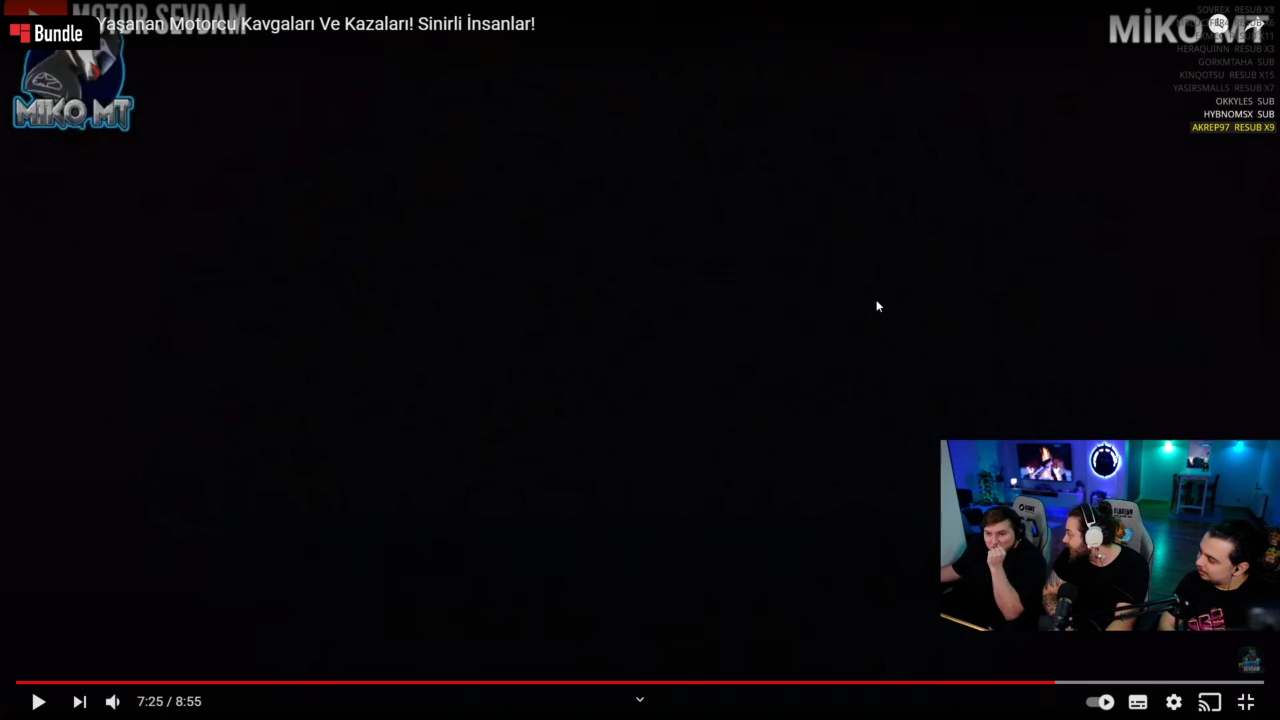 MOTOR SEVDAM
Yaşanan Motorcu Kavgaları Ve Kazaları! Sinirli İnsanlar!
Bundle
MİKO MT
MİKO MT
SOVREX RESUB X8
HERAQUINN RESUB X3
GORKMTAHA SUB
KINQOTSU RESUB X15
YASIRSMALLS RESUB X7
OKKYLES SUB
HYBNOMSX SUB
AKREP97 RESUB X9
7:25 / 8:55